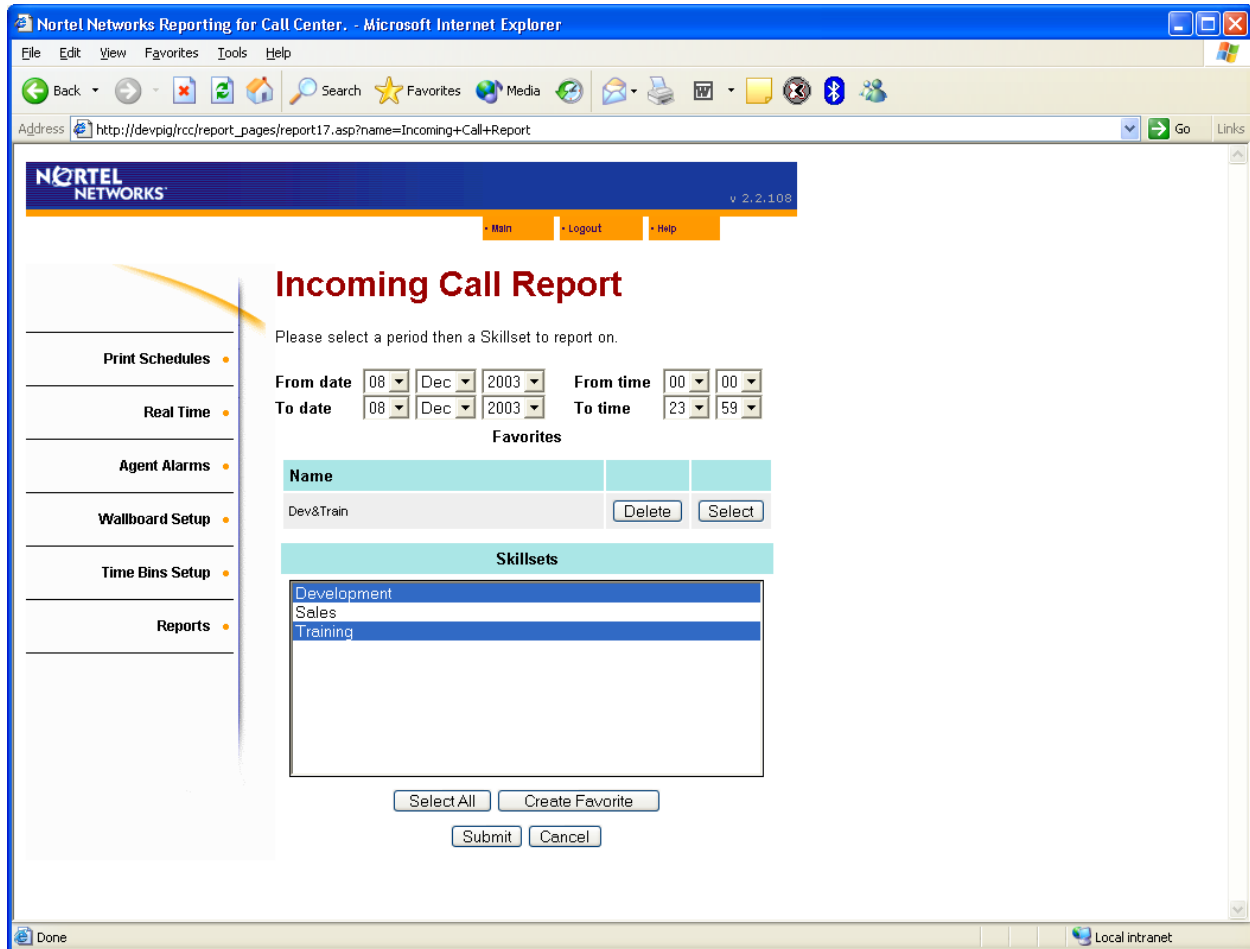 Nortel Networks Reporting for Call Center. - Microsoft Internet Explorer
File Edit View Favorites Tools Help
Back Search Favorites Media
Address http://devpig/rcc/report_pages/report17.asp?name=Incoming+Call+Report Go Links
NORTEL
NETWORKS
v 2.2.108
Main Logout Help
Incoming Call Report
Please select a period then a Skillset to report on.
Print Schedules
Real Time
Agent Alarms
Wallboard Setup
Time Bins Setup
Reports
From date 08 Dec 2003 From time 00 00
To date 08 Dec 2003 To time 23 59
Favorites
Name
Dev&Train Delete Select
Skillsets
Development
Sales
Training
Select All Create Favorite
Submit Cancel
Done Local intranet